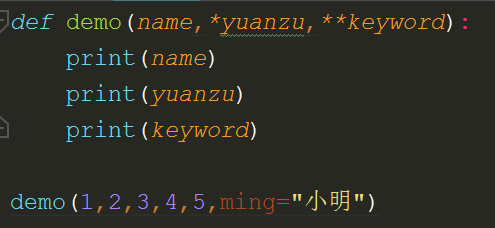 def demo(name,*yuanzu,**keyword):
    print(name)
    print(yuanzu)
    print(keyword)
demo(1,2,3,4,5,ming="小明")